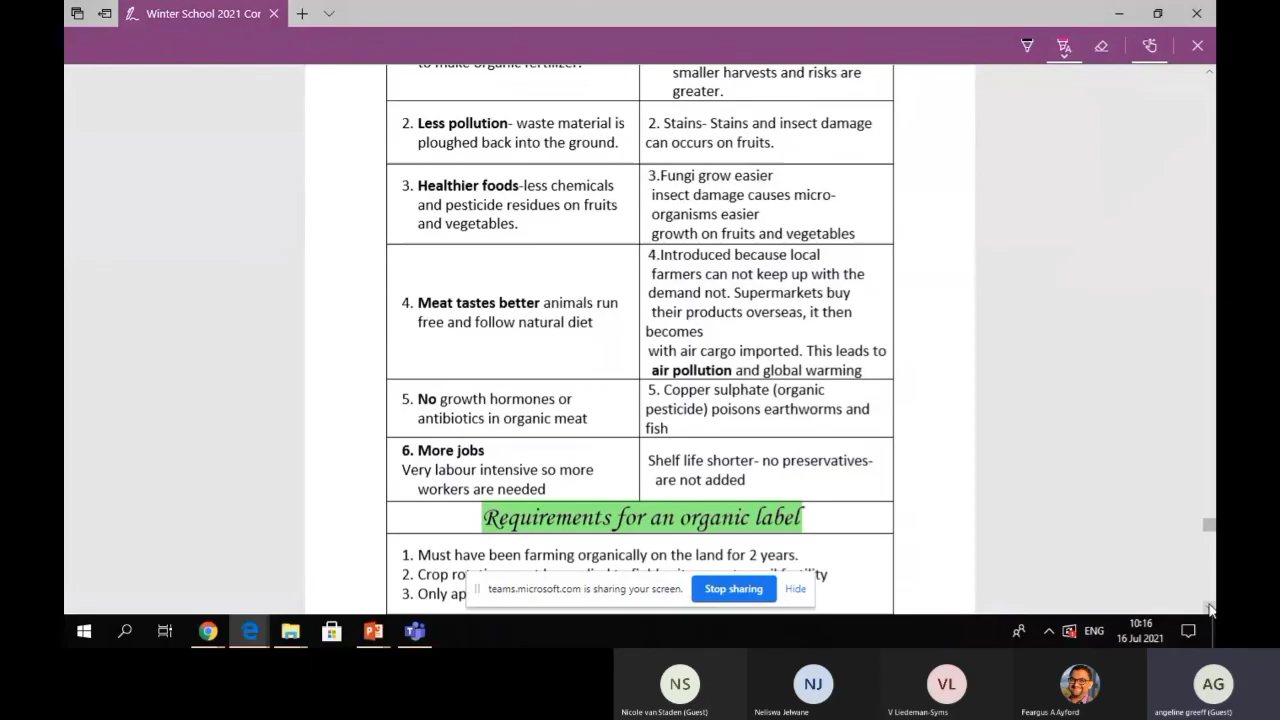 Winter School 2021 Cor
to make organic fertilizer.
smaller harvests and risks are
greater.
2. Less pollution- waste material is
ploughed back into the ground.
2. Stains- Stains and insect damage
can occurs on fruits.
3. Healthier foods-less chemicals
and pesticide residues on fruits
and vegetables.
3.Fungi grow easier
insect damage causes micro-
organisms easier
growth on fruits and vegetables
4. Meat tastes better animals run
free and follow natural diet
4.Introduced because local
farmers can not keep up with the
demand not. Supermarkets buy
their products overseas, it then
becomes
with air cargo imported. This leads to
air pollution and global warming
5. No growth hormones or
antibiotics in organic meat
5. Copper sulphate (organic
pesticide) poisons earthworms and
fish
6. More jobs
Very labour intensive so more
workers are needed
Shelf life shorter- no preservatives-
are not added
Requirements for an organic label
1. Must have been farming organically on the land for 2 years.
2. Crop
3. Only
teams.microsoft.com is sharing your screen.
Stop sharing
Hide
ENG
10:16
16 Jul 2021
NS
NJ
VL
AG
Nicole van Staden (Guest)
Neliswa Jelwane
V Liedeman-Syms
Feargus A Ayford
angeline greeff (Guest)